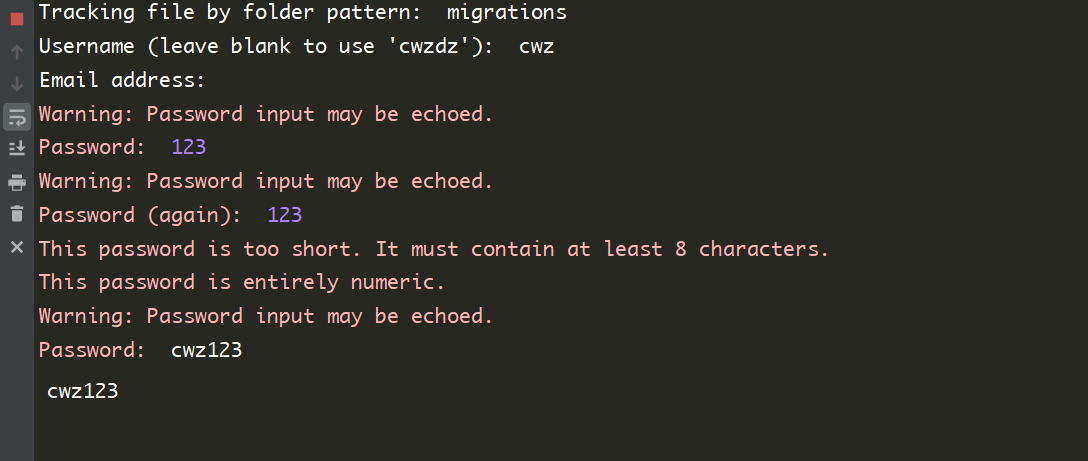 Tracking file by folder pattern:  migrations
Username (leave blank to use 'cwzdz'):  cwz
Email address:
Warning: Password input may be echoed.
Password:  123
Warning: Password input may be echoed.
Password (again):  123
This password is too short. It must contain at least 8 characters.
This password is entirely numeric.
Warning: Password input may be echoed.
Password:  cwz123
cwz123